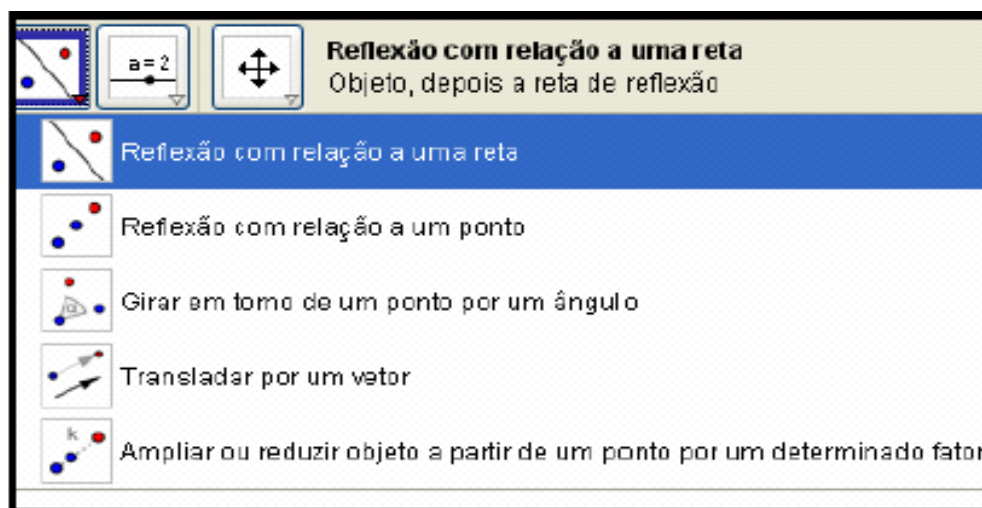 a = 2
Reflexão com relação a uma reta
Objeto, depois a reta de reflexão
Reflexão com relação a uma reta
Reflexão com relação a um ponto
α
Girar em torno de um ponto por um ângulo
Transladar por um vetor
k
Ampliar ou reduzir objeto a partir de um ponto por um determinado fator